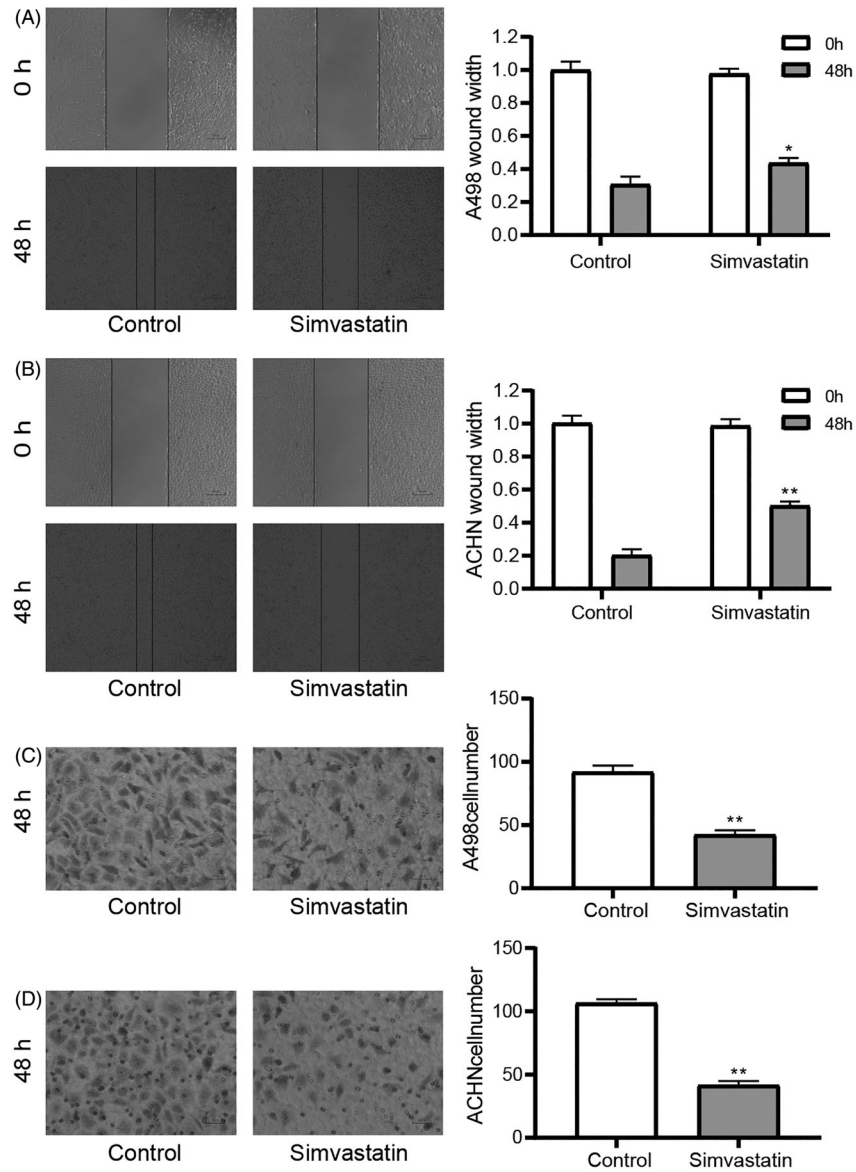 (A)
0 h
48 h
Control
Simvastatin
A498 wound width
1.2
1.0
0.8
0.6
0.4
0.2
0.0
0h
48h
*
Control
Simvastatin
(B)
0 h
48 h
Control
Simvastatin
ACHN wound width
1.2
1.0
0.8
0.6
0.4
0.2
0.0
0h
48h
**
Control
Simvastatin
(C)
48 h
Control
Simvastatin
A498cellnumber
150
100
50
0
**
Control
Simvastatin
(D)
48 h
Control
Simvastatin
ACHNcellnumber
150
100
50
0
**
Control
Simvastatin